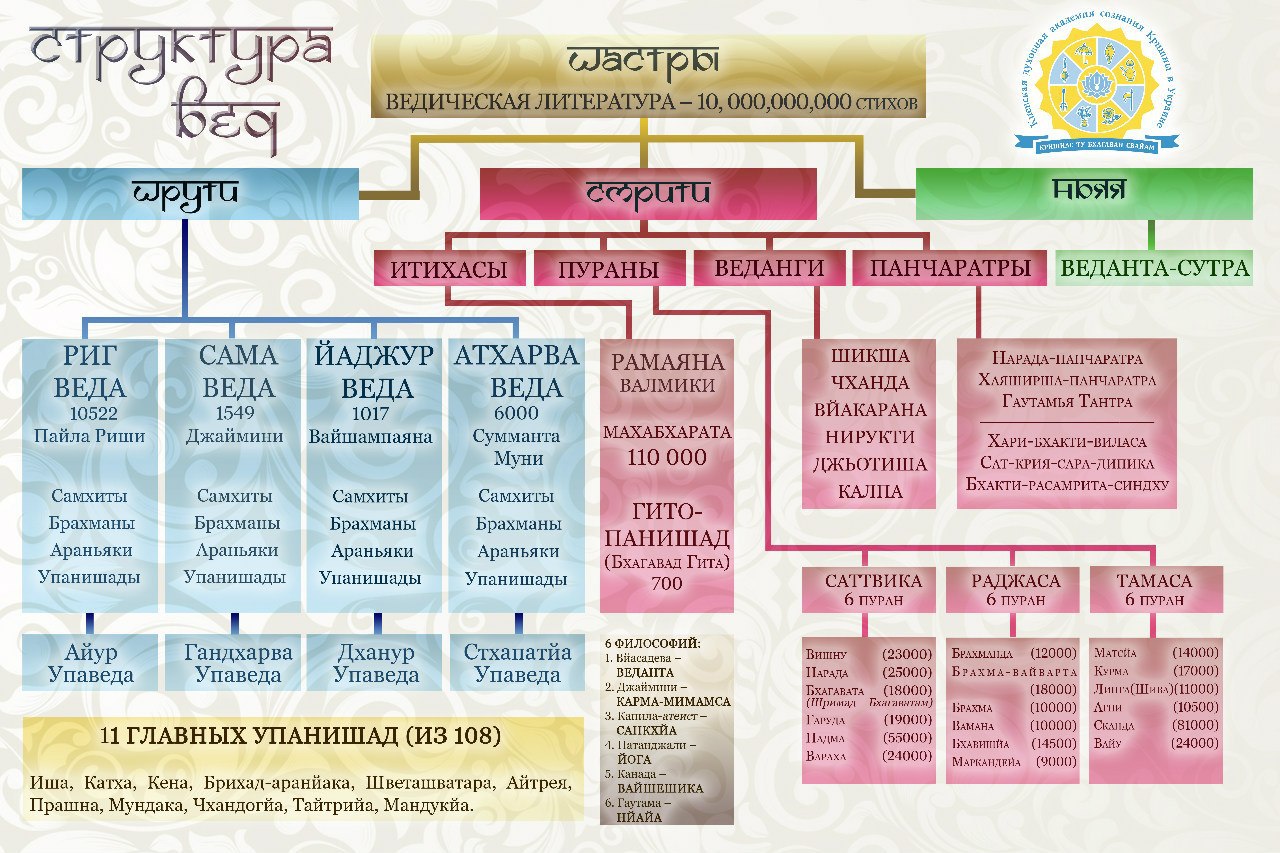 СТРУКТУРА
ВЕД
ШАСТРЫ
ВЕДИЧЕСКАЯ ЛИТЕРАТУРА – 10, 000,000,000 СТИХОВ
Киевская духовная академия сознания Кришны в Украине
КРИШНАС ТУ БХАГАВАН СВАЙАМ
ШРУТИ
СМРИТИ
НЬЯЯ
ИТИХАСЫ
ПУРАНЫ
ВЕДАНГИ
ПАНЧАРАТРЫ
ВЕДАНТА-СУТРА
РИГ
ВЕДА
10522
Пайла Риши
Самхиты
Брахманы
Араньяки
Упанишады
САМА
ВЕДА
1549
Джаймини
Самхиты
Брахманы
Араньяки
Упанишады
ЙАДЖУР
ВЕДА
1017
Вайшампаяна
Самхиты
Брахманы
Араньяки
Упанишады
АТХАРВА
ВЕДА
6000
Сумманта
Муни
Самхиты
Брахманы
Араньяки
Упанишады
Айур
Упаведа
Гандхарва
Упаведа
Дханур
Упаведа
Стхапатйа
Упаведа
РАМАЯНА
ВАЛМИКИ
МАХАБХАРАТА
110 000
ГИТО-
ПАНИШАД
(Бхагавад Гита)
700
ШИКША
ЧХАНДА
ВЙАКАРАНА
НИРУКТИ
ДЖЬОТИША
КАЛПА
Нарада-панчаратра
Хаяширша-панчаратра
Гаутамья Тантра
Хари-бхакти-виласа
Сат-крия-сара-дипика
Бхакти-расамрита-синдху
САТТВИКА
6 ПУРАН
РАДЖАСА
6 ПУРАН
ТАМАСА
6 ПУРАН
Вишну (23000)
Нарада (25000)
Бхагавата (18000)
(Шримад Бхагаватам)
Гаруда (19000)
Падма (55000)
Вараха (24000)
Брахманда (12000)
Брахма-вайварта
(18000)
Брахма (10000)
Вамана (10000)
Бхавишйа (14500)
Маркандейа (9000)
Матсйа (14000)
Курма (17000)
Линга(Шива)(11000)
Агни (10500)
Сканда (81000)
Вайу (24000)
11 ГЛАВНЫХ УПАНИШАД (ИЗ 108)
Иша, Катха, Кена, Брихад-аранйака, Шветашватара, Айтрея,
Прашна, Мундака, Чхандогйа, Тайтрийа, Мандукйа.
6 ФИЛОСОФИЙ:
1. Вйасадева –
ВЕДАНТА
2. Джаймини –
КАРМА-МИМАМСА
3. Капила-атеист –
САНКХЙА
4. Патанджали –
ЙОГА
5. Канада –
ВАЙШЕШИКА
6. Гаутама –
НЙАЙА